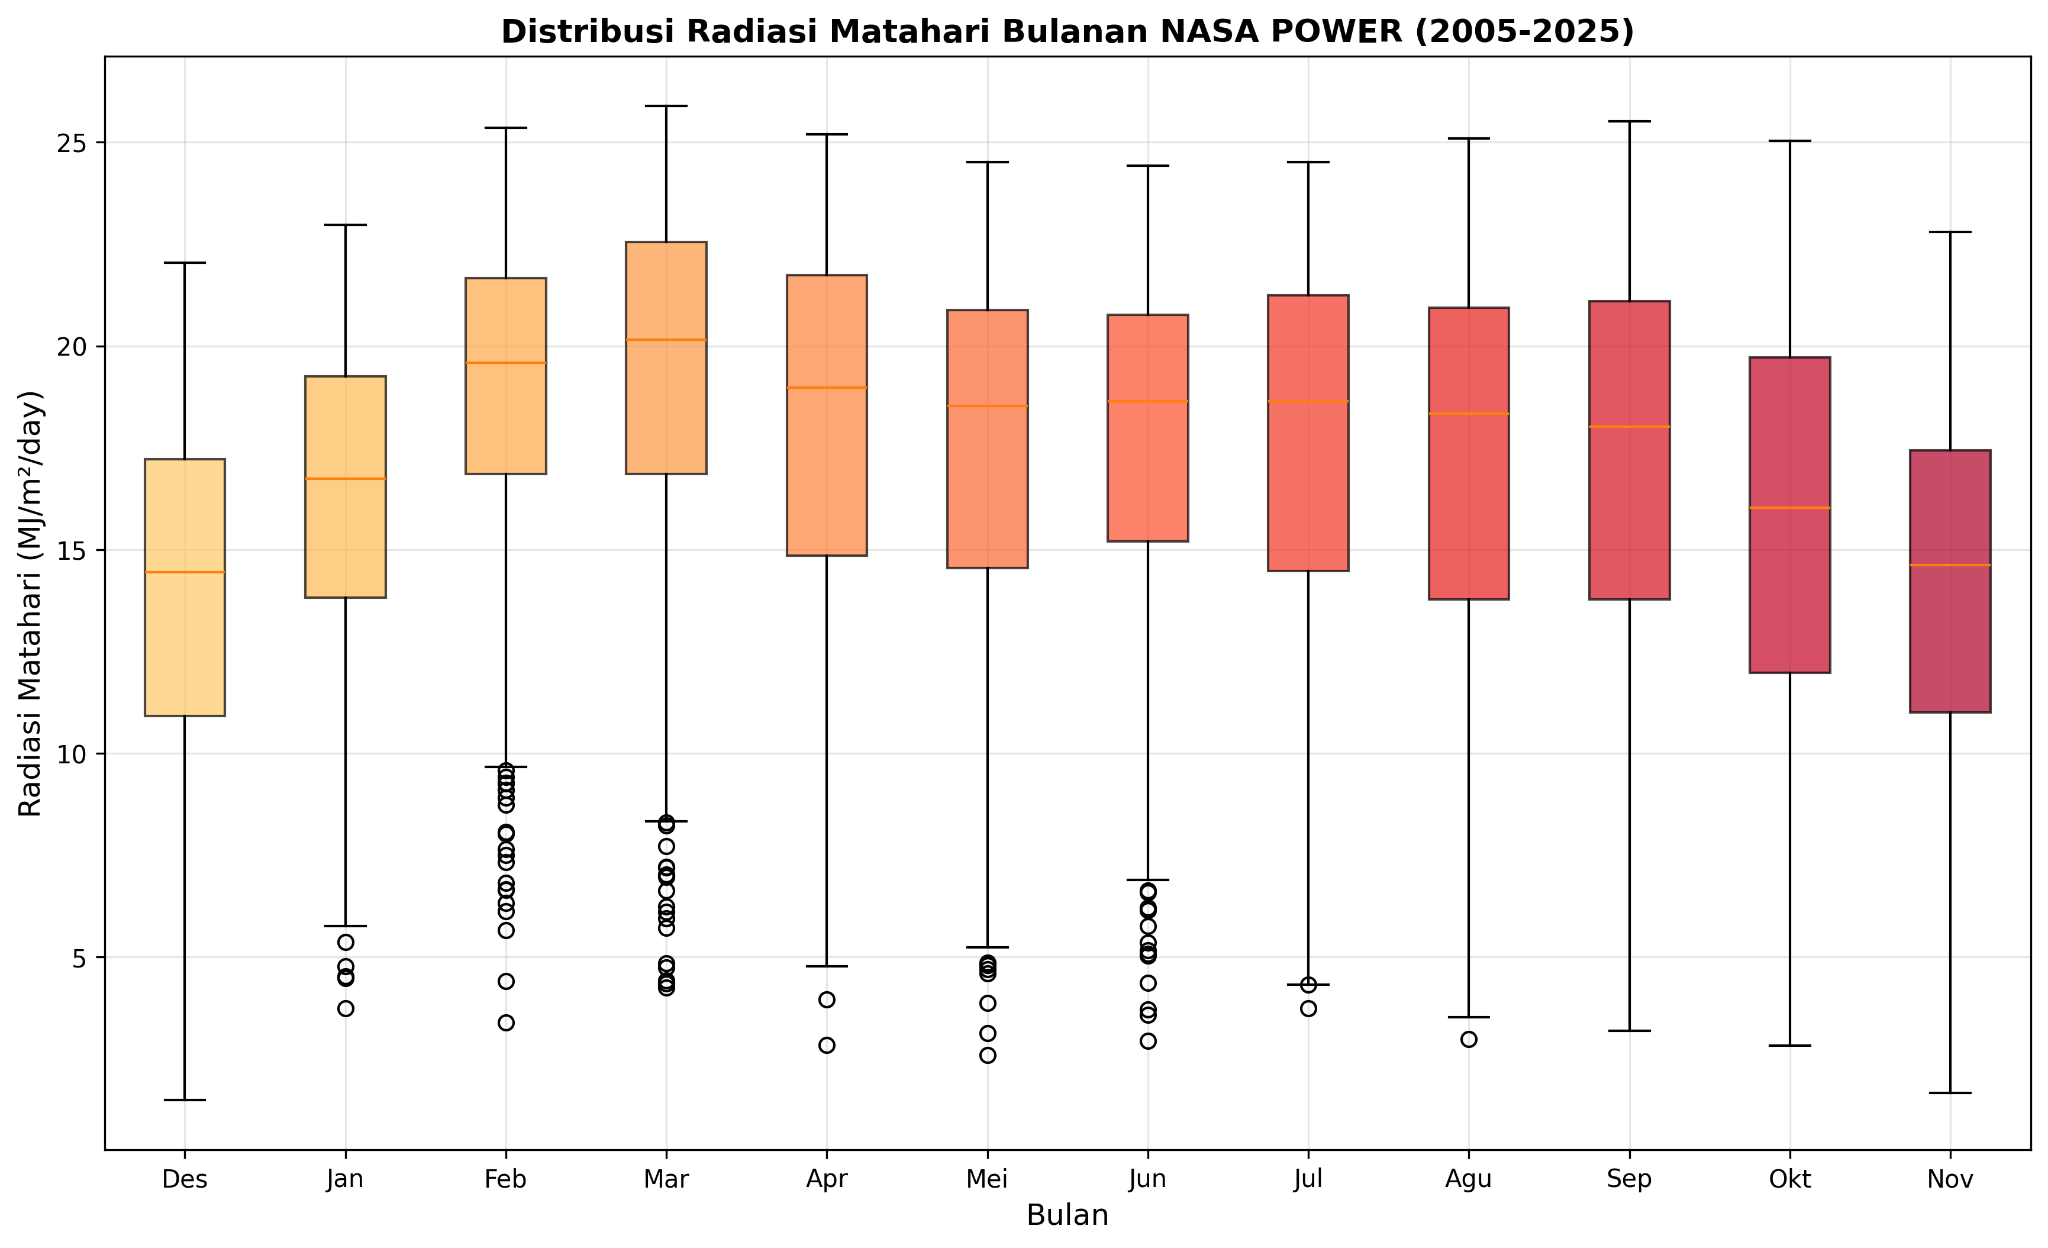 Distribusi Radiasi Matahari Bulanan NASA POWER (2005-2025)
Radiasi Matahari (MJ/m²/day)
25
20
15
10
5
Des Jan Feb Mar Apr Mei Jun Jul Agu Sep Okt Nov
Bulan